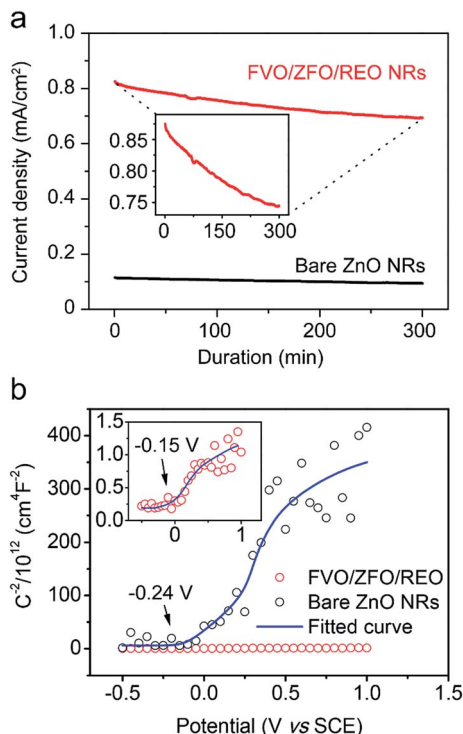 a
Current density (mA/cm²)
1.0
0.8
0.6
0.4
0.2
0
FVO/ZFO/REO NRs
0.85
0.80
0.75
0 150 300
Bare ZnO NRs
0 100 200 300
Duration (min)
b
C⁻²/10¹² (cm⁴F⁻²)
400
300
200
100
0
1.5
1.0
0.5
0.0
-0.15 V
0 1
-0.24 V
FVO/ZFO/REO
Bare ZnO NRs
Fitted curve
-0.5 0.0 0.5 1.0 1.5
Potential (V vs SCE)